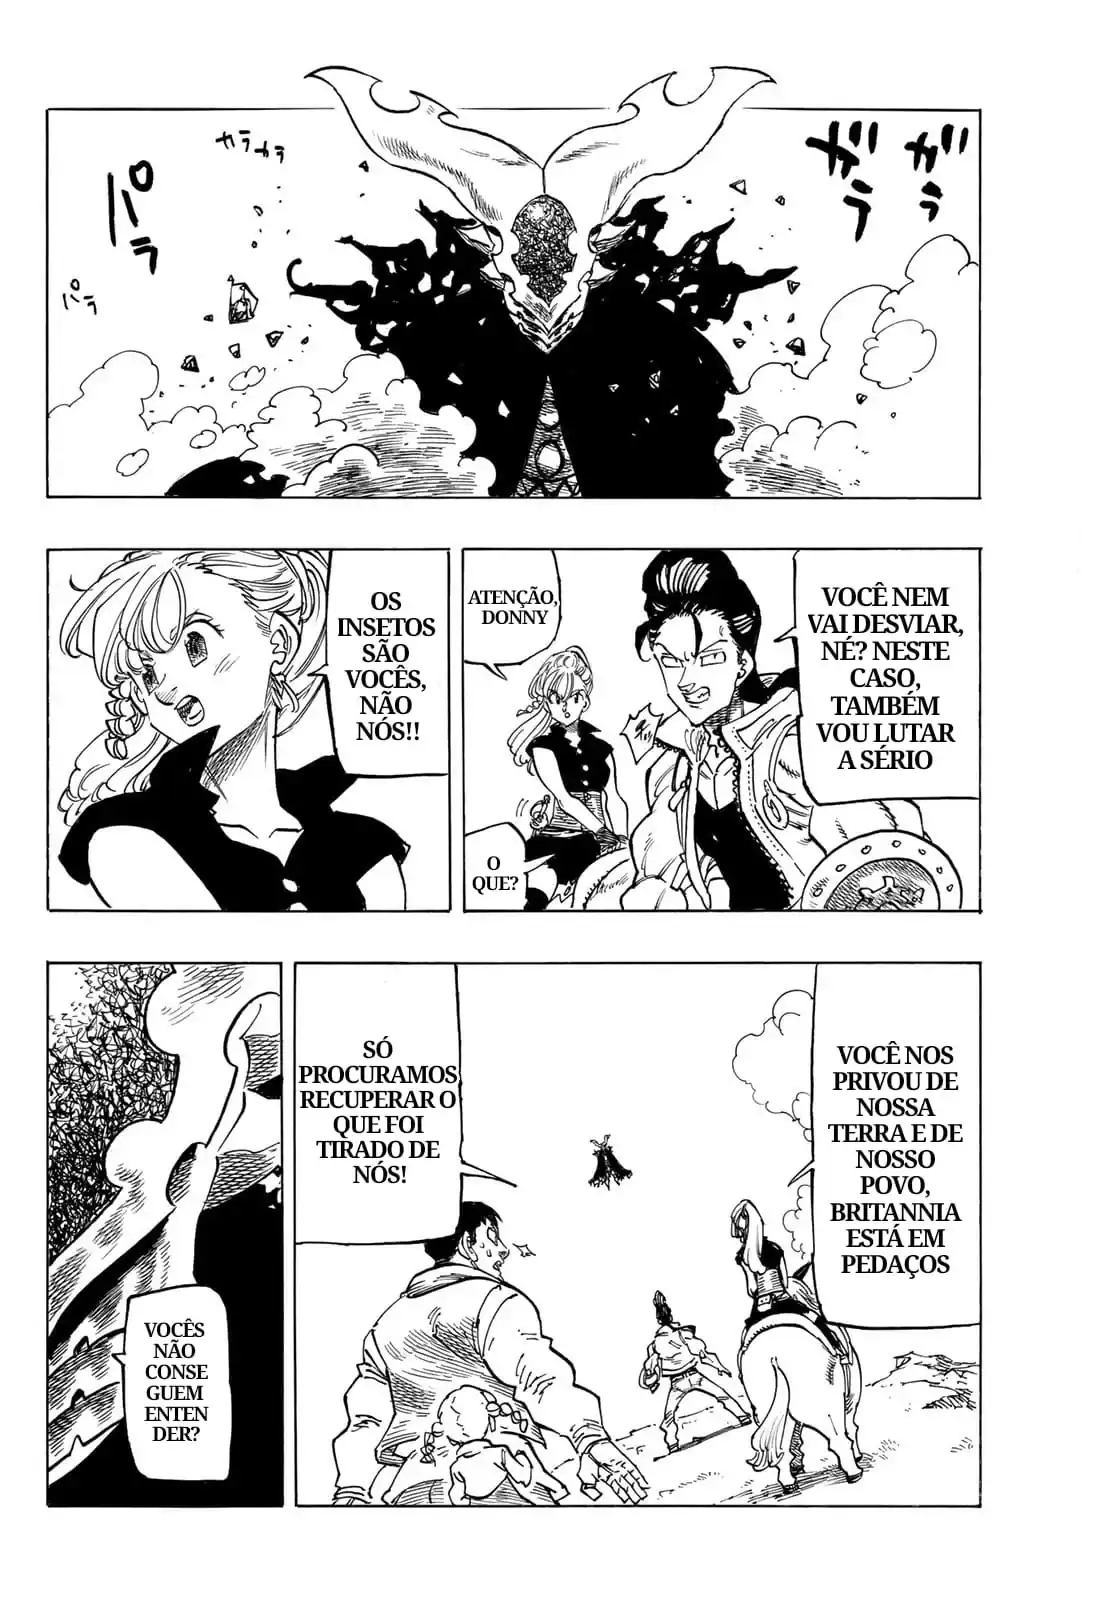 ガラ
ガラ
カラ
カラ
パラ
パラ
VOCÊ NEM
VAI DESVIAR,
NÉ? NESTE
CASO,
TAMBÉM
VOU LUTAR
A SÉRIO
ATENÇÃO,
DONNY
O
QUE?
OS
INSETOS
SÃO
VOCÊS,
NÃO
NÓS!!
VOCÊ NOS
PRIVOU DE
NOSSA
TERRA E DE
NOSSO
POVO,
BRITANNIA
ESTÁ EM
PEDAÇOS
SÓ
PROCURAMOS
RECUPERAR O
QUE FOI
TIRADO DE
NÓS!
VOCÊS
NÃO
CONSE
GUEM
ENTEN
DER?